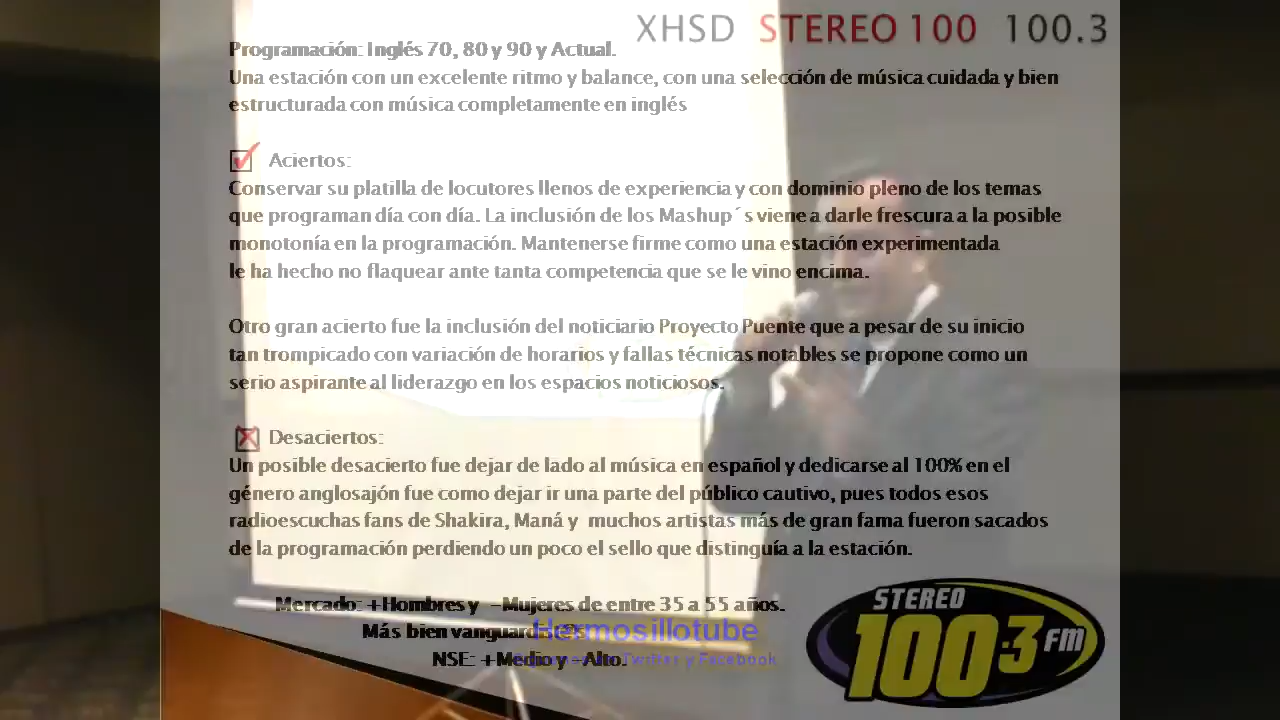 XHSD STEREO 100 100.3
Programación: Inglés 70, 80 y 90 y Actual.
Una estación con un excelente ritmo y balance, con una selección de música cuidada y bien
estructurada con música completamente en inglés
Aciertos:
Conservar su platilla de locutores llenos de experiencia y con dominio pleno de los temas
que programan día con día. La inclusión de los Mashup´s viene a darle frescura a la posible
monotonía en la programación. Mantenerse firme como una estación experimentada
le ha hecho no flaquear ante tanta competencia que se le vino encima.
Otro gran acierto fue la inclusión del noticiario Proyecto Puente que a pesar de su inicio
tan trompicado con variación de horarios y fallas técnicas notables se propone como un
serio aspirante al liderazgo en los espacios noticiosos.
Desaciertos:
Un posible desacierto fue dejar de lado al música en español y dedicarse al 100% en el
género anglosajón fue como dejar ir una parte del público cautivo, pues todos esos
radioescuchas fans de Shakira, Maná y muchos artistas más de gran fama fueron sacados
de la programación perdiendo un poco el sello que distinguía a la estación.
Mercado: +Hombres y –Mujeres de entre 35 a 55 años.
Más bien
Hermosillotube
NSE: +Medio y –Alto.
Twitter y Facebook
STEREO
100.3 FM